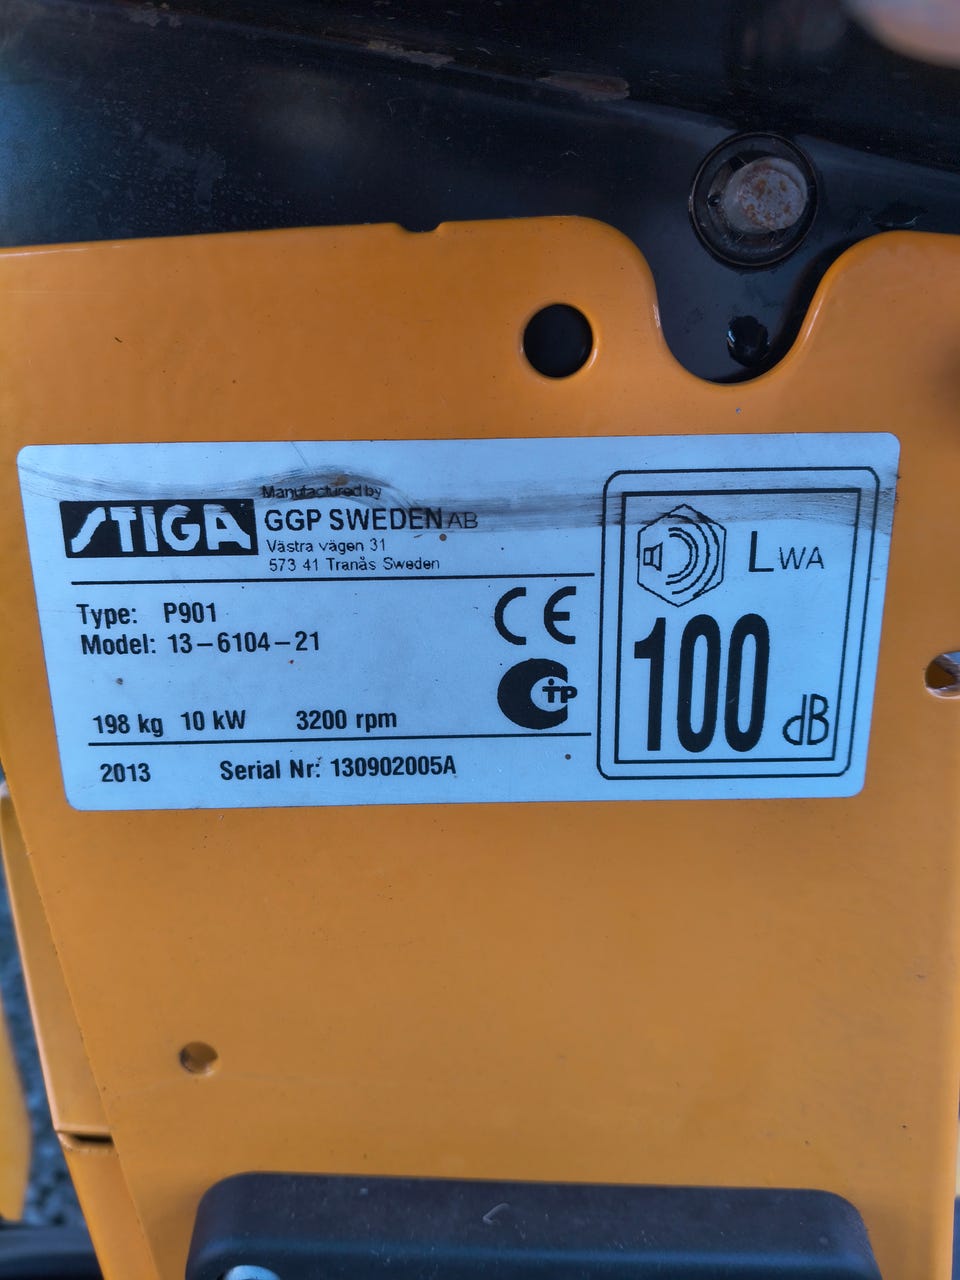 STIGA
Manufactured by
GGP SWEDEN AB
Västra vägen 31
573 41 Tranås Sweden
Type: P901
Model: 13-6104-21
198 kg 10 kW 3200 rpm
2013 Serial Nr: 130902005A
CE
TP
LWA
100
dB